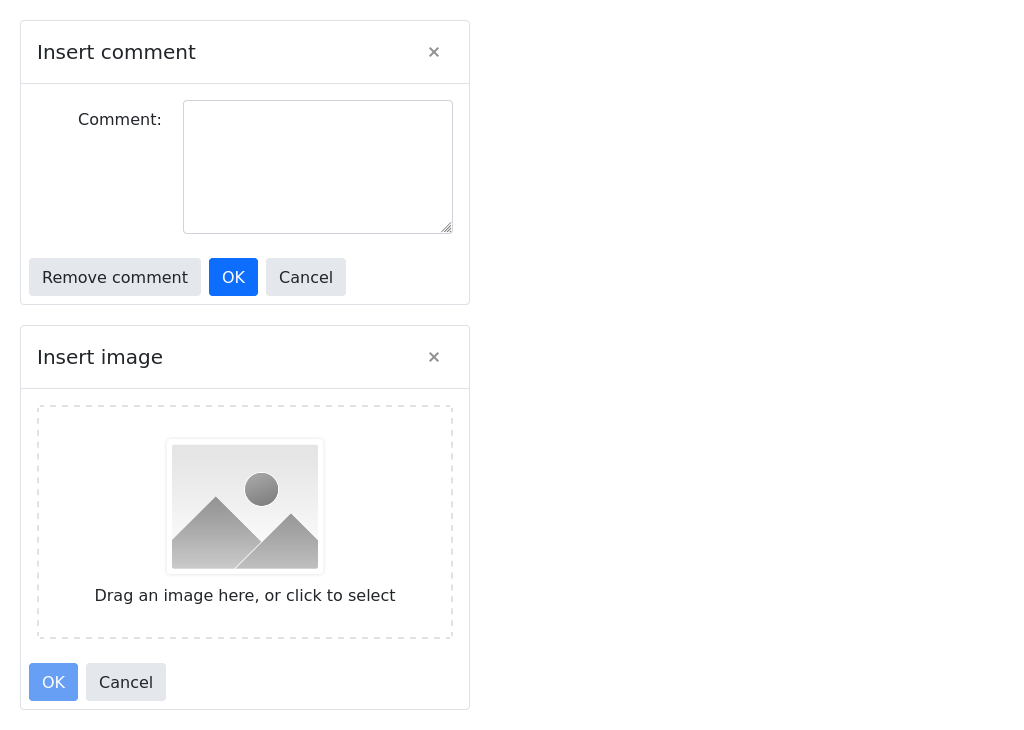 Insert comment ×
Comment:
Remove comment OK Cancel
Insert image ×
Drag an image here, or click to select
OK Cancel